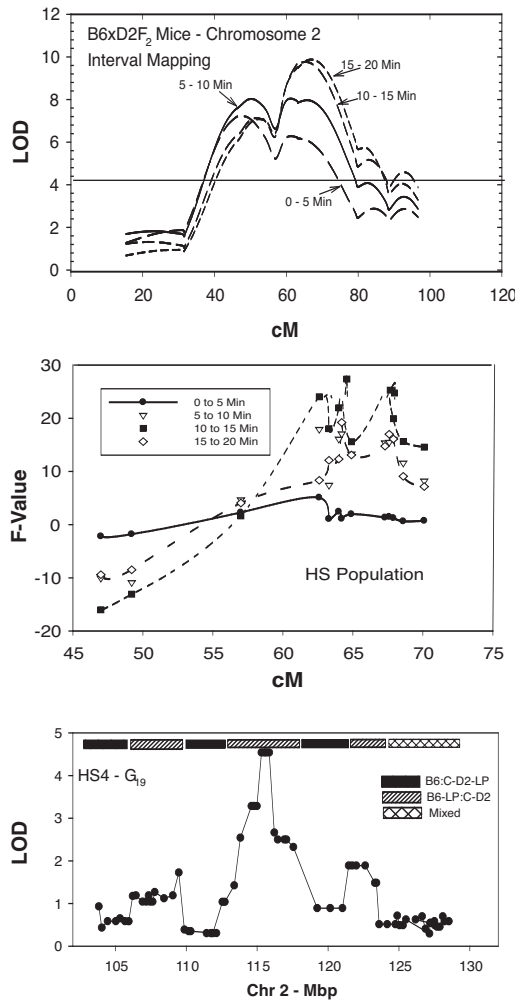 B6xD2F2 Mice - Chromosome 2
Interval Mapping
5 - 10 Min
15 - 20 Min
10 - 15 Min
0 - 5 Min
LOD
12
10
8
6
4
2
0
0 20 40 60 80 100 120
cM
0 to 5 Min
5 to 10 Min
10 to 15 Min
15 to 20 Min
HS Population
F-Value
30
20
10
0
-10
-20
45 50 55 60 65 70 75
cM
HS4 - G19
B6:C-D2-LP
B6-LP:C-D2
Mixed
LOD
5
4
3
2
1
0
105 110 115 120 125 130
Chr 2 - Mbp